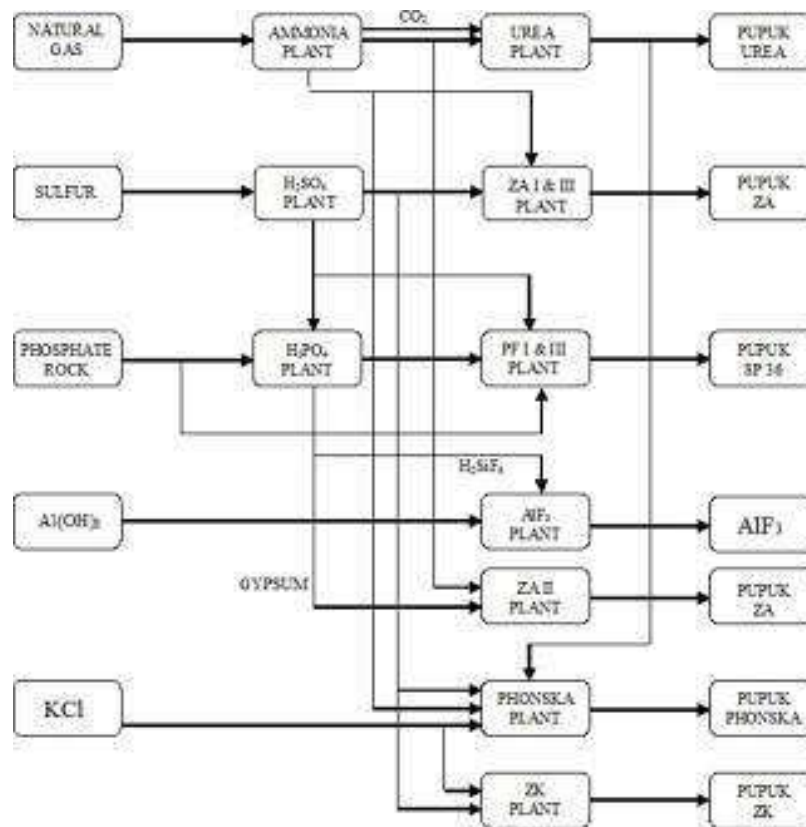 NATURAL
GAS
AMMONIA
PLANT
CO₂
UREA
PLANT
PUPUK
UREA
SULFUR
H₂SO₄
PLANT
ZA I & III
PLANT
PUPUK
ZA
PHOSPHATE
ROCK
H₃PO₄
PLANT
PF I & III
PLANT
PUPUK
SP 36
H₂SiF₆
Al(OH)₃
AlF₃
PLANT
AlF₃
GYPSUM
ZA II
PLANT
PUPUK
ZA
KCl
PHONSKA
PLANT
PUPUK
PHONSKA
ZK
PLANT
PUPUK
ZK